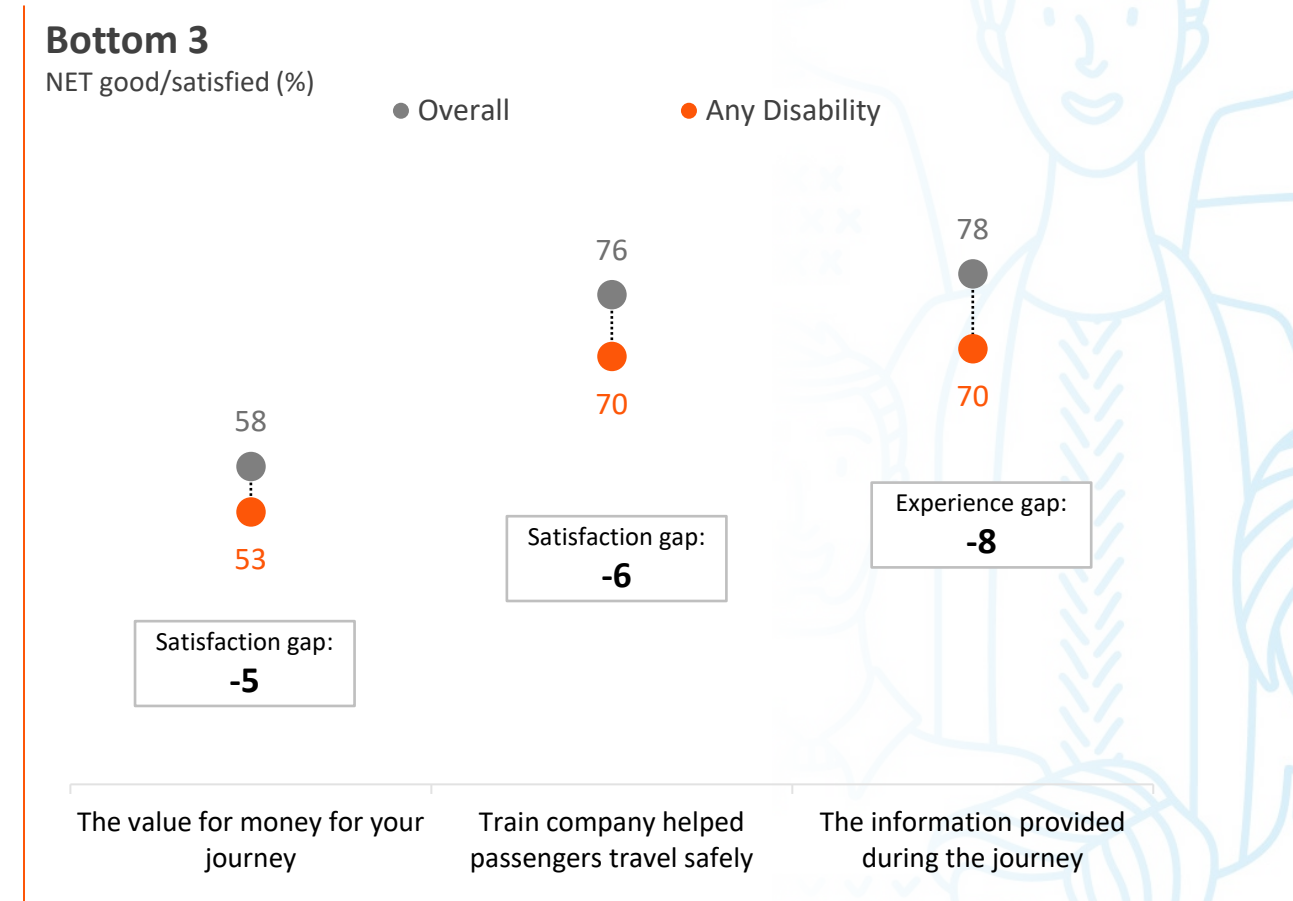 Bottom 3
NET good/satisfied (%)
Overall
Any Disability
58
53
Satisfaction gap:
-5
76
70
Satisfaction gap:
-6
78
70
Experience gap:
-8
The value for money for your
journey
Train company helped
passengers travel safely
The information provided
during the journey